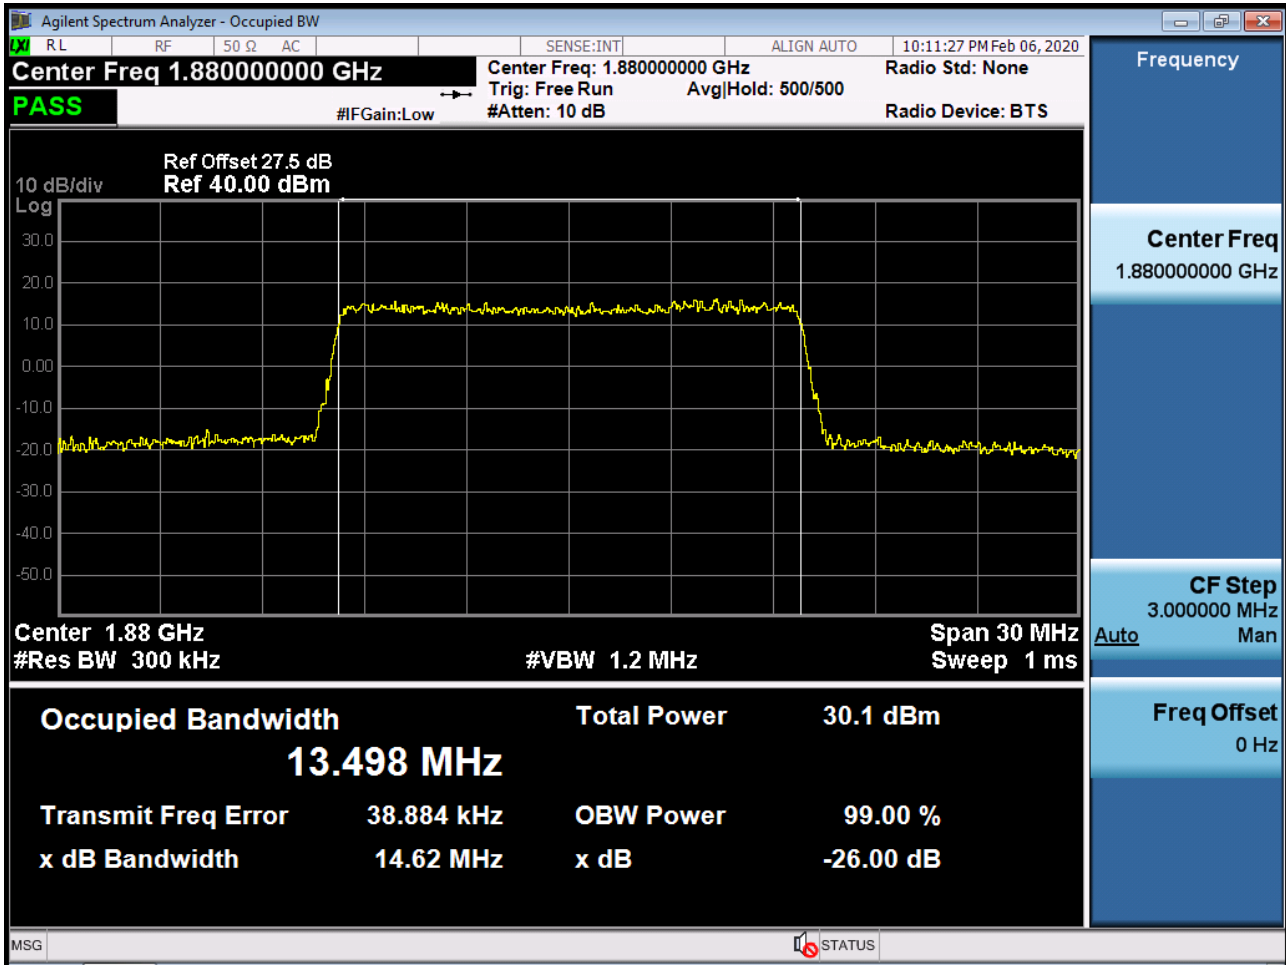 Agilent Spectrum Analyzer - Occupied BW
LXI RL RF 50 Ω AC SENSE:INT ALIGN AUTO 10:11:27 PM Feb 06, 2020
Center Freq 1.880000000 GHz
Center Freq: 1.880000000 GHz
Radio Std: None
Trig: Free Run Avg|Hold: 500/500
PASS
#IFGain:Low
#Atten: 10 dB
Radio Device: BTS
Ref Offset 27.5 dB
10 dB/div Ref 40.00 dBm
Log
30.0
20.0
10.0
0.00
-10.0
-20.0
-30.0
-40.0
-50.0
Center 1.88 GHz Span 30 MHz
#Res BW 300 kHz #VBW 1.2 MHz Sweep 1 ms
Occupied Bandwidth Total Power 30.1 dBm
13.498 MHz
Transmit Freq Error 38.884 kHz OBW Power 99.00 %
x dB Bandwidth 14.62 MHz x dB -26.00 dB
MSG STATUS
Frequency
Center Freq
1.880000000 GHz
CF Step
3.000000 MHz
Auto Man
Freq Offset
0 Hz